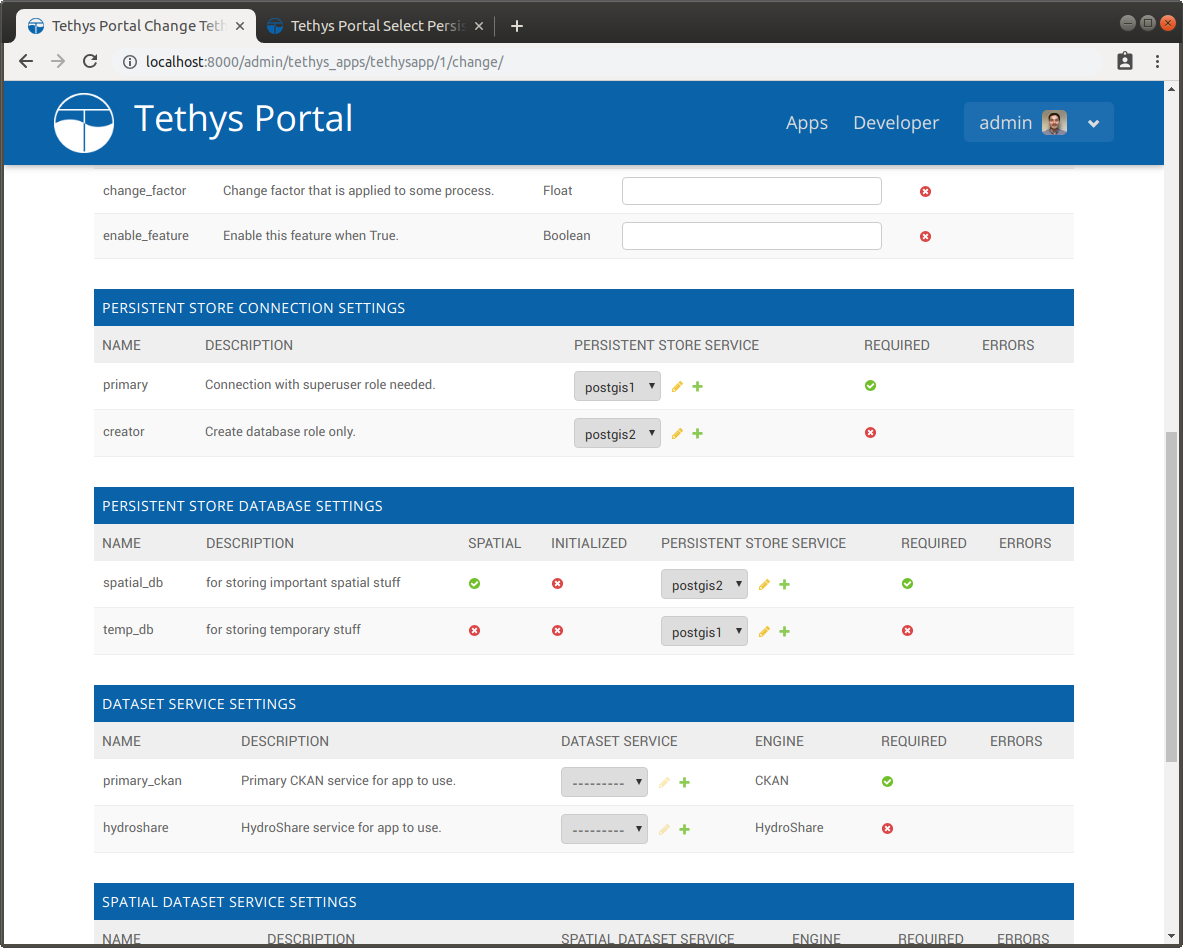 Tethys Portal Change Teth
Tethys Portal Select Persis
localhost:8000/admin/tethys_apps/tethysapp/1/change/
Tethys Portal
Apps Developer admin
change_factor Change factor that is applied to some process. Float
enable_feature Enable this feature when True. Boolean
PERSISTENT STORE CONNECTION SETTINGS
NAME DESCRIPTION PERSISTENT STORE SERVICE REQUIRED ERRORS
primary Connection with superuser role needed. postgis1
creator Create database role only. postgis2
PERSISTENT STORE DATABASE SETTINGS
NAME DESCRIPTION SPATIAL INITIALIZED PERSISTENT STORE SERVICE REQUIRED ERRORS
spatial_db for storing important spatial stuff postgis2
temp_db for storing temporary stuff postgis1
DATASET SERVICE SETTINGS
NAME DESCRIPTION DATASET SERVICE ENGINE REQUIRED ERRORS
primary_ckan Primary CKAN service for app to use. --------- CKAN
hydroshare HydroShare service for app to use. --------- HydroShare
SPATIAL DATASET SERVICE SETTINGS
NAME DESCRIPTION SPATIAL DATASET SERVICE ENGINE REQUIRED ERRORS